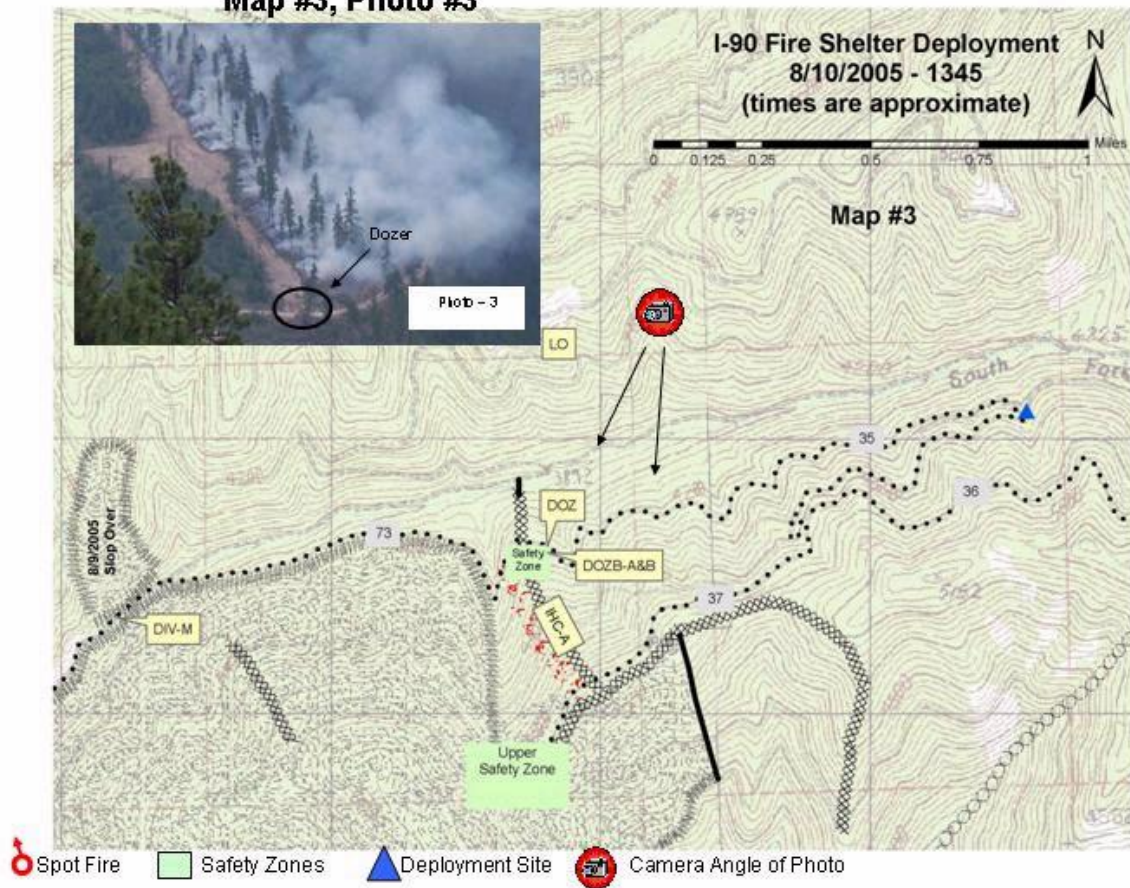 Map #3, Photo #3
I-90 Fire Shelter Deployment
8/10/2005 - 1345
(times are approximate)
N
Miles
0 0.125 0.25 0.5 0.75 1
Map #3
Dozer
Photo – 3
LO
South Fork
35
36
DOZ
73
Safety
Zone
DOZB-A&B
8/9/2005
Slop Over
IHC-A
37
DIV-M
Upper
Safety Zone
Spot Fire
Safety Zones
Deployment Site
Camera Angle of Photo